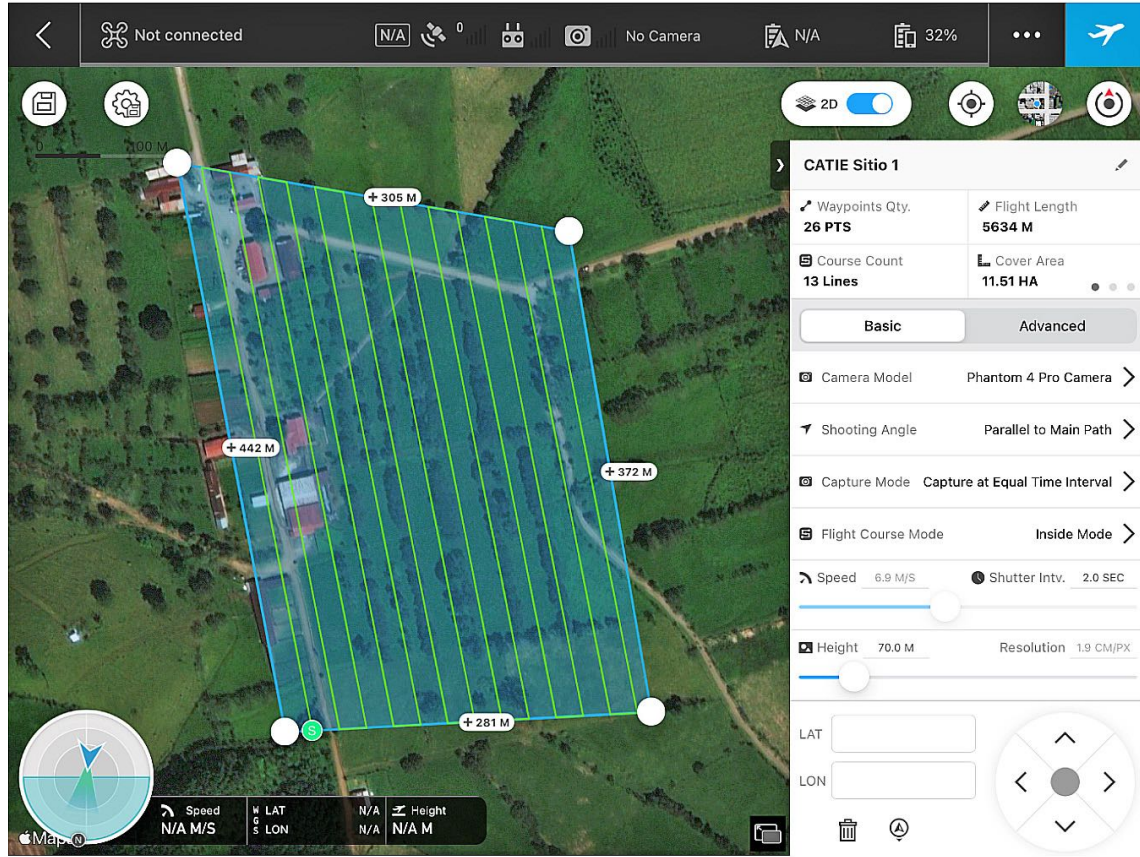 Not connected
N/A
0
No Camera
N/A
32%
2D
0 100 M
+ 305 M
+ 442 M
+ 372 M
+ 281 M
S
CATIE Sitio 1
Waypoints Qty.
26 PTS
Flight Length
5634 M
Course Count
13 Lines
Cover Area
11.51 HA
Basic
Advanced
Camera Model Phantom 4 Pro Camera
Shooting Angle Parallel to Main Path
Capture Mode Capture at Equal Time Interval
Flight Course Mode Inside Mode
Speed 6.9 M/S Shutter Intv. 2.0 SEC
Height 70.0 M Resolution 1.9 CM/PX
LAT
LON
Speed
N/A M/S
WGS
LAT N/A
LON N/A
Height
N/A M
Maps
N